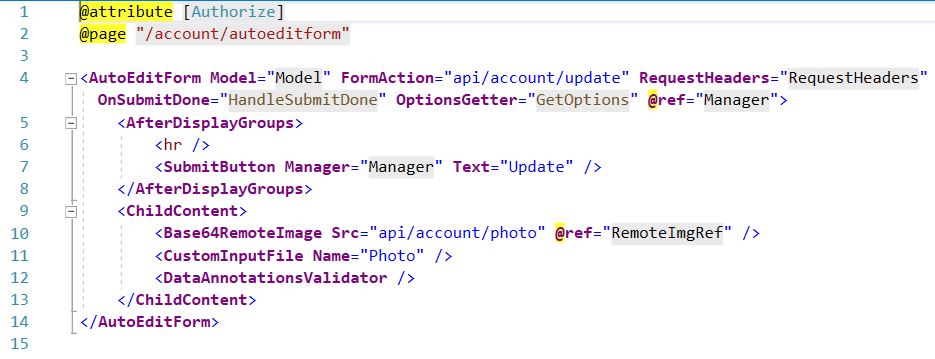 1 @attribute [Authorize]
2 @page "/account/autoeditform"
3
4 <AutoEditForm Model="Model" FormAction="api/account/update" RequestHeaders="RequestHeaders"
OnSubmitDone="HandleSubmitDone" OptionsGetter="GetOptions" @ref="Manager">
5 <AfterDisplayGroups>
6 <hr />
7 <SubmitButton Manager="Manager" Text="Update" />
8 </AfterDisplayGroups>
9 <ChildContent>
10 <Base64RemoteImage Src="api/account/photo" @ref="RemoteImgRef" />
11 <CustomInputFile Name="Photo" />
12 <DataAnnotationsValidator />
13 </ChildContent>
14 </AutoEditForm>
15